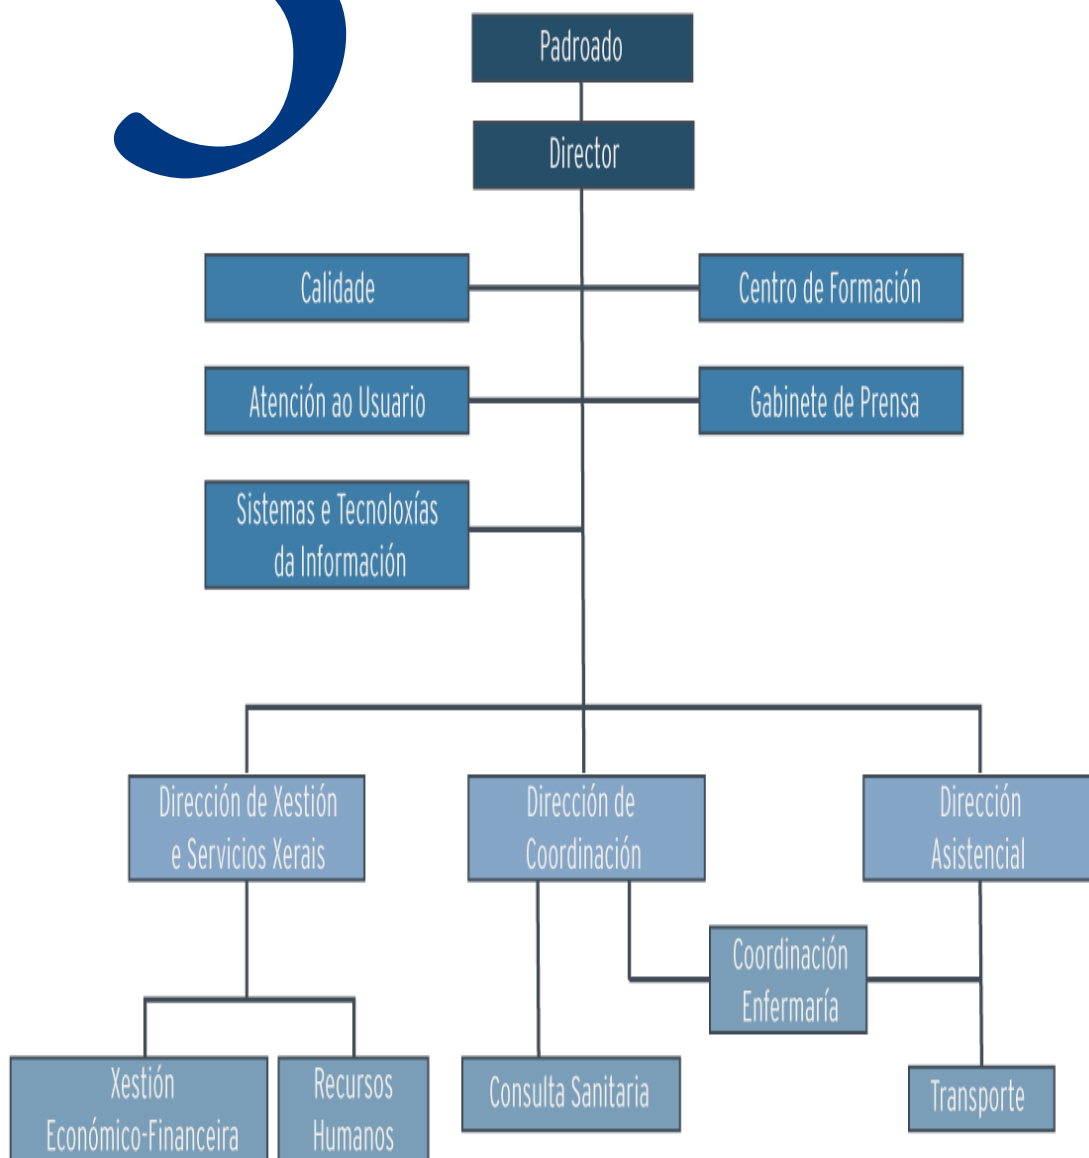 Padroado
Director
Calidade
Centro de Formación
Atención ao Usuario
Gabinete de Prensa
Sistemas e Tecnoloxías
da Información
Dirección de Xestión
e Servicios Xerais
Dirección de
Coordinación
Dirección
Asistencial
Coordinación
Enfermaría
Xestión
Económico-Financeira
Recursos
Humanos
Consulta Sanitaria
Transporte